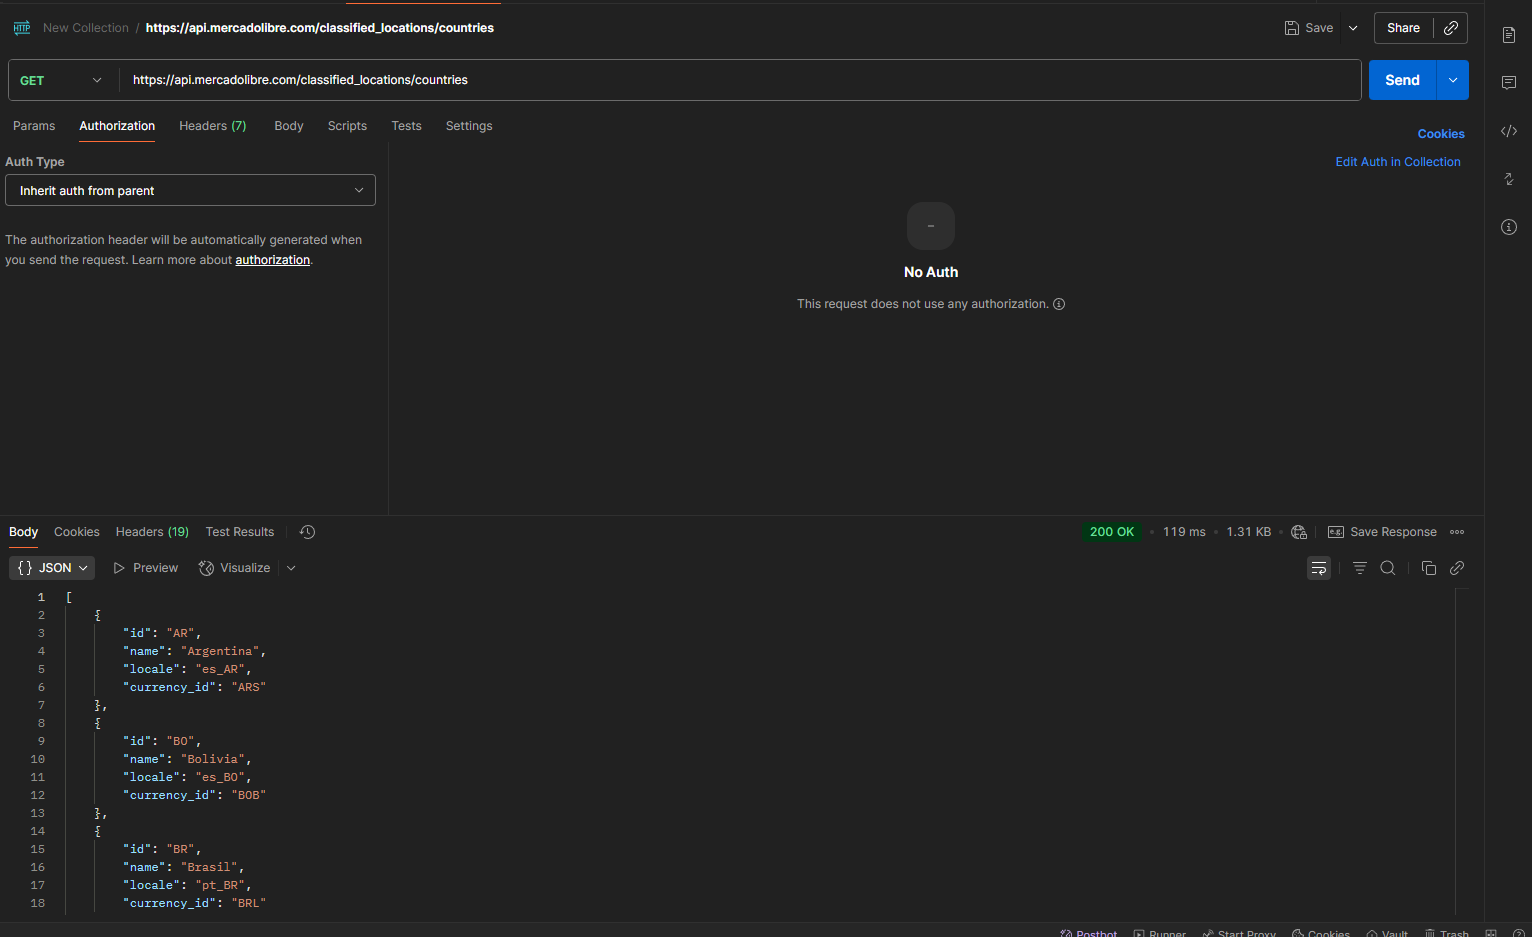 HTTP New Collection / https://api.mercadolibre.com/classified_locations/countries Save Share
GET https://api.mercadolibre.com/classified_locations/countries Send
Params Authorization Headers (7) Body Scripts Tests Settings Cookies
Auth Type Edit Auth in Collection
Inherit auth from parent
The authorization header will be automatically generated when
you send the request. Learn more about authorization.
No Auth
This request does not use any authorization.
Body Cookies Headers (19) Test Results 200 OK • 119 ms • 1.31 KB • e.g. Save Response
{} JSON Preview Visualize
1 [
2 {
3 "id": "AR",
4 "name": "Argentina",
5 "locale": "es_AR",
6 "currency_id": "ARS"
7 },
8 {
9 "id": "BO",
10 "name": "Bolivia",
11 "locale": "es_BO",
12 "currency_id": "BOB"
13 },
14 {
15 "id": "BR",
16 "name": "Brasil",
17 "locale": "pt_BR",
18 "currency_id": "BRL"
Postbot Runner Start Proxy Cookies Vault Trash